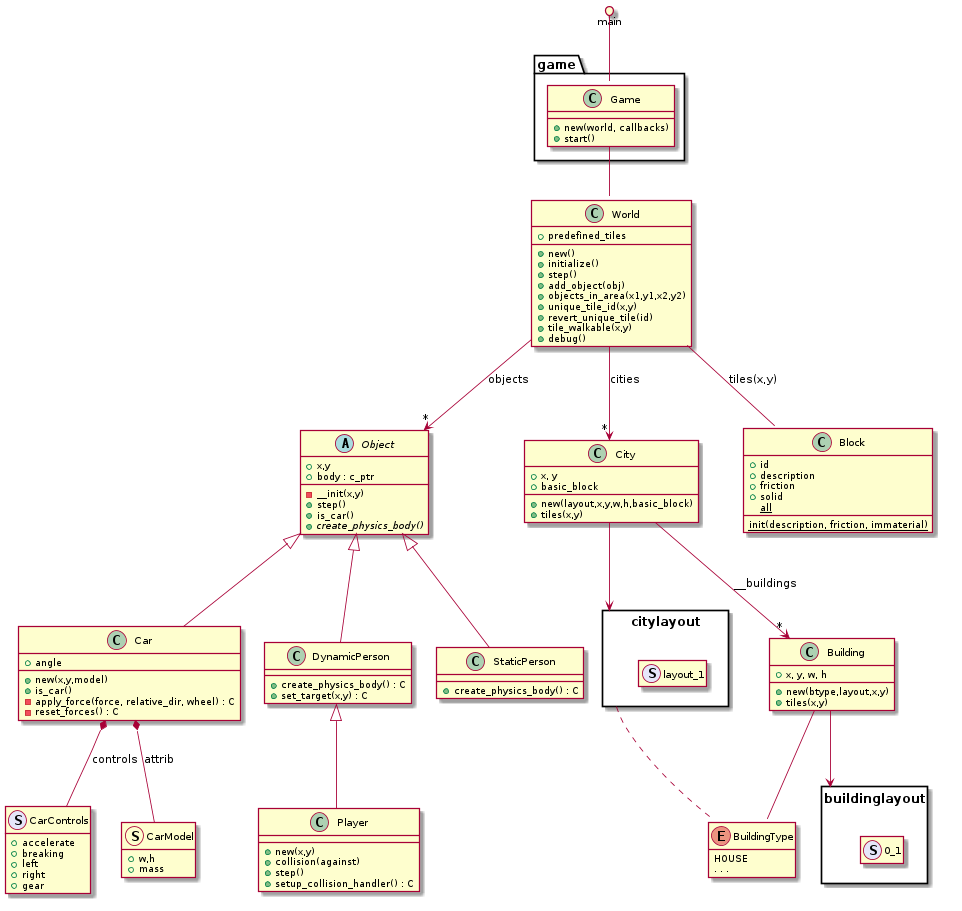 main
game
C Game
new(world, callbacks)
start()
C World
predefined_tiles
new()
initialize()
step()
add_object(obj)
objects_in_area(x1,y1,x2,y2)
unique_tile_id(x,y)
revert_unique_tile(id)
tile_walkable(x,y)
debug()
objects
cities
tiles(x,y)
*
*
A Object
x,y
body : c_ptr
__init(x,y)
step()
is_car()
create_physics_body()
C City
x, y
basic_block
new(layout,x,y,w,h,basic_block)
tiles(x,y)
C Block
id
description
friction
solid
all
init(description, friction, immaterial)
__buildings
*
C Car
angle
new(x,y,model)
is_car()
apply_force(force, relative_dir, wheel) : C
reset_forces() : C
C DynamicPerson
create_physics_body() : C
set_target(x,y) : C
C StaticPerson
create_physics_body() : C
citylayout
S layout_1
C Building
x, y, w, h
new(btype,layout,x,y)
tiles(x,y)
controls
attrib
S CarControls
accelerate
breaking
left
right
gear
S CarModel
w,h
mass
C Player
new(x,y)
collision(against)
step()
setup_collision_handler() : C
E BuildingType
HOUSE
...
buildinglayout
S 0_1